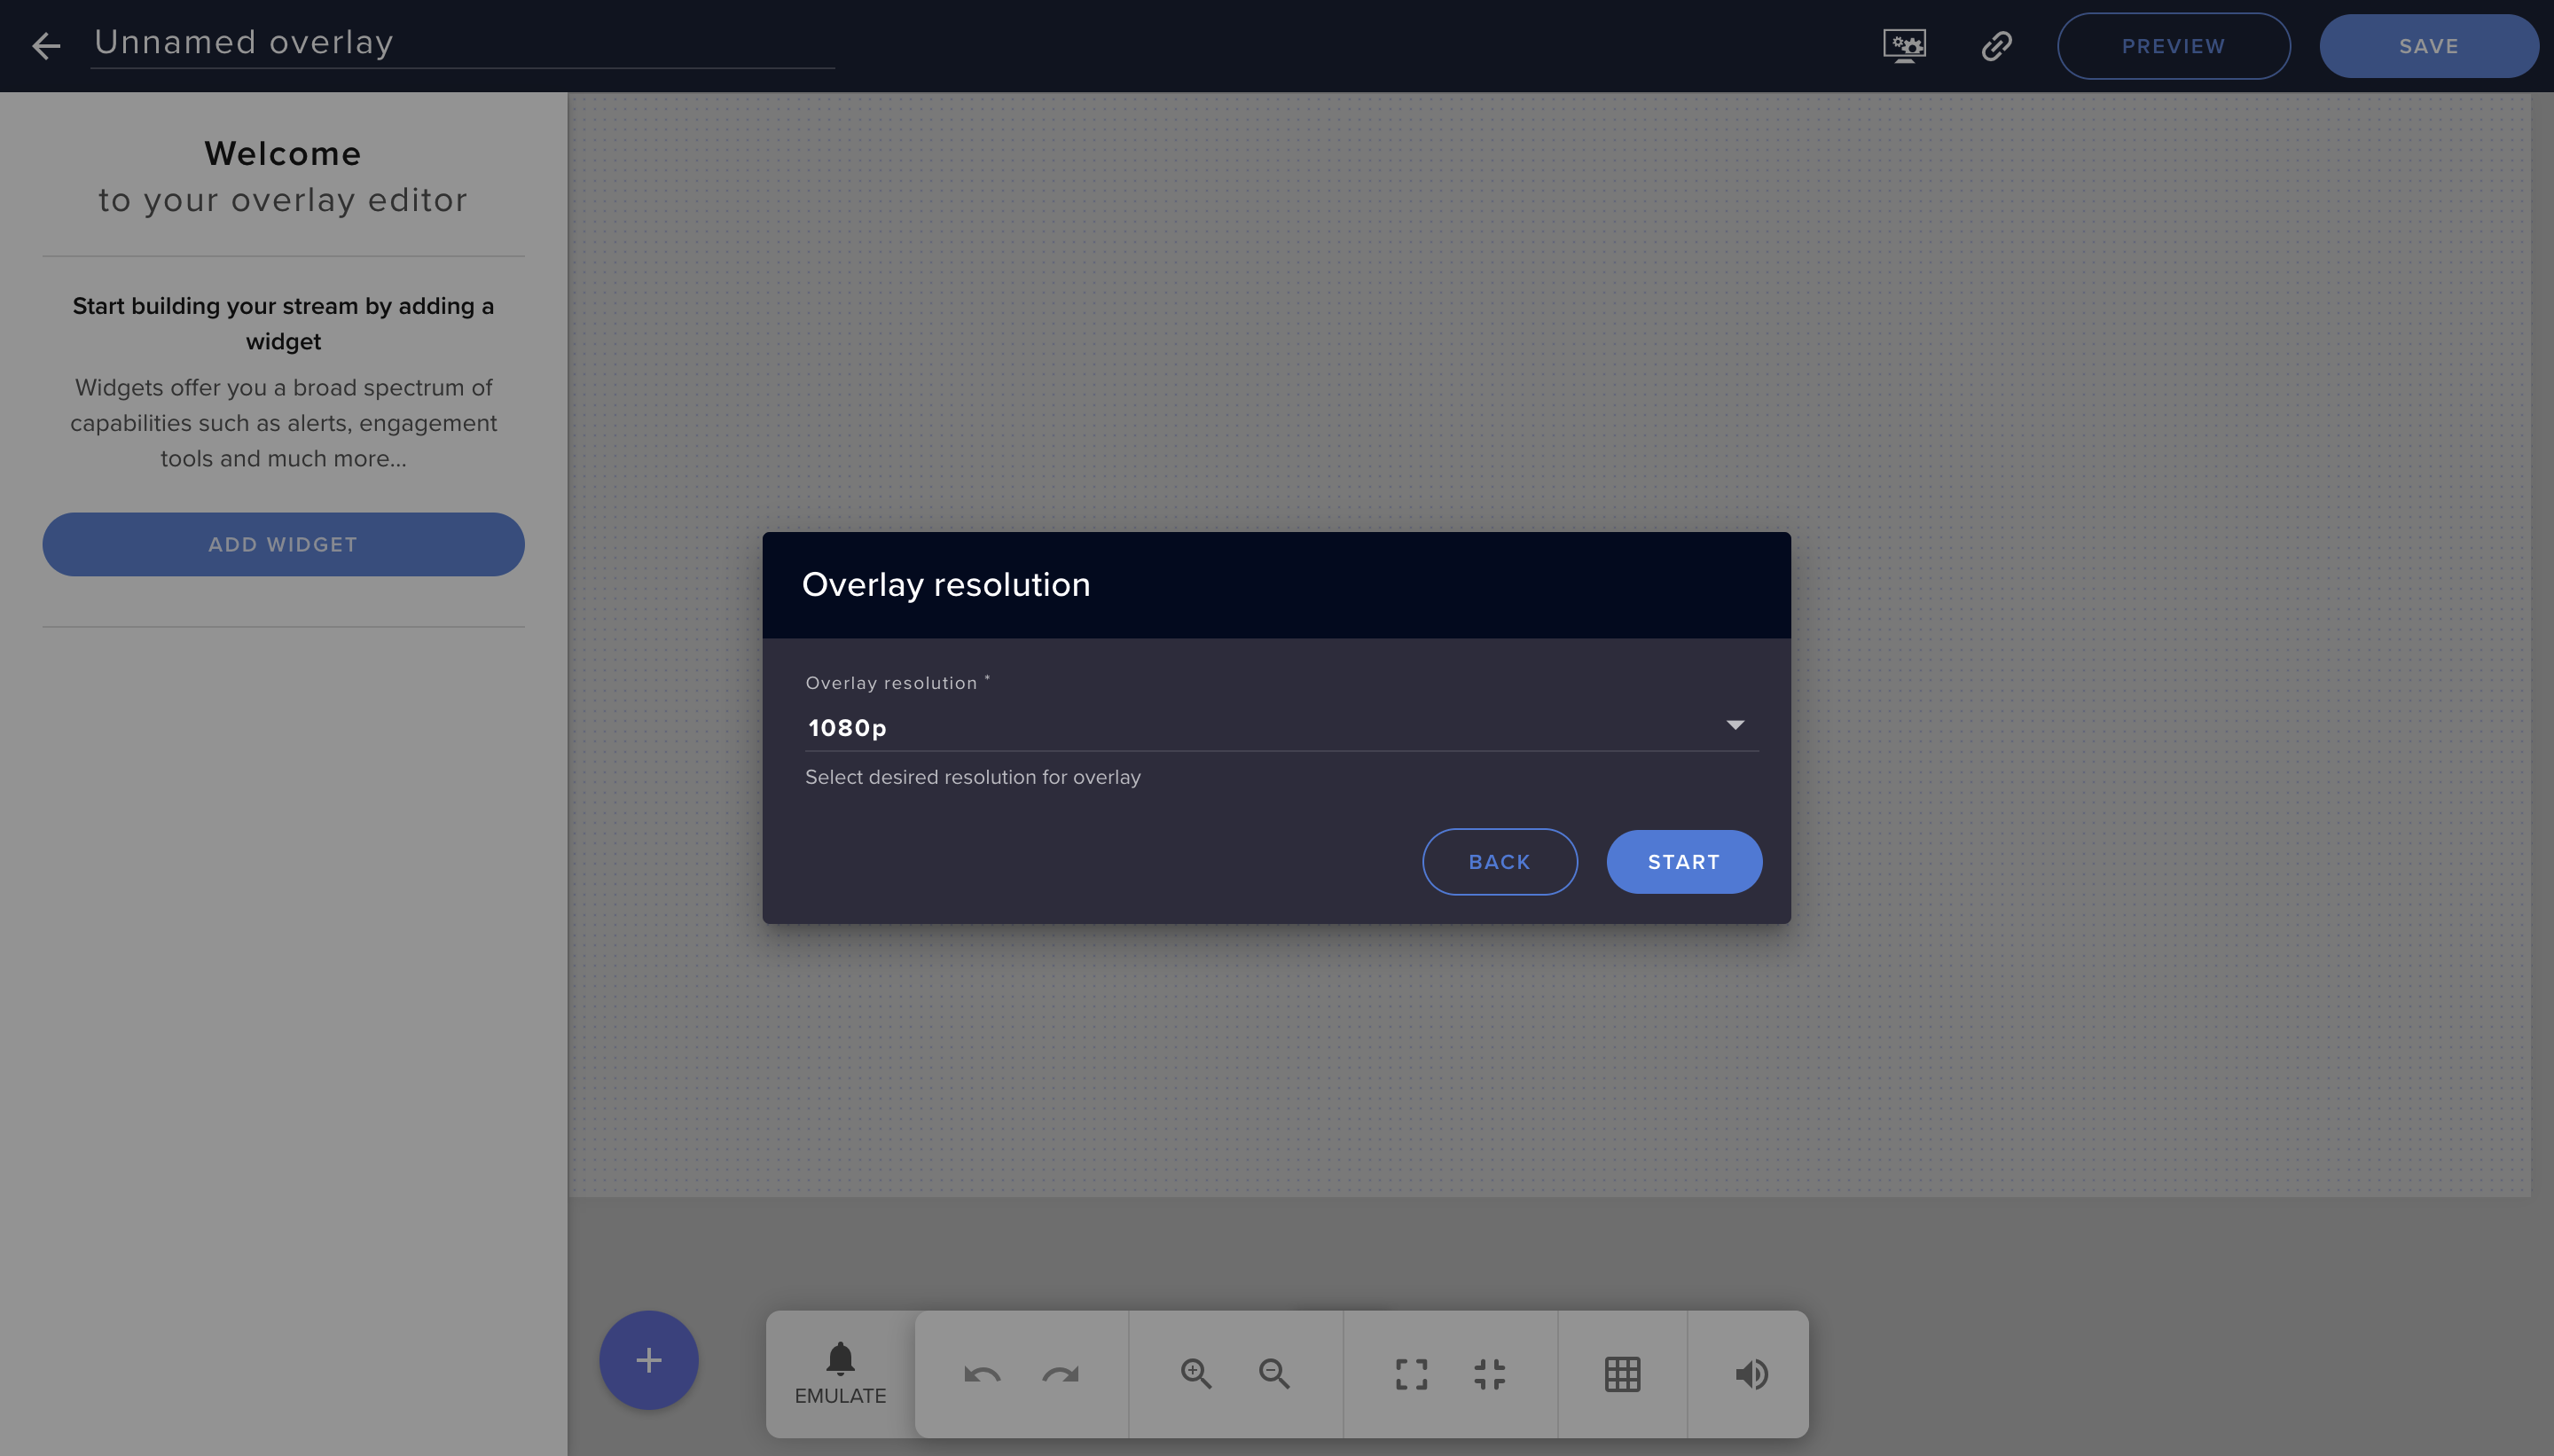 Unnamed overlay
PREVIEW
SAVE
Welcome
to your overlay editor
Start building your stream by adding a
widget
Widgets offer you a broad spectrum of
capabilities such as alerts, engagement
tools and much more...
ADD WIDGET
Overlay resolution
Overlay resolution *
1080p
Select desired resolution for overlay
BACK
START
EMULATE